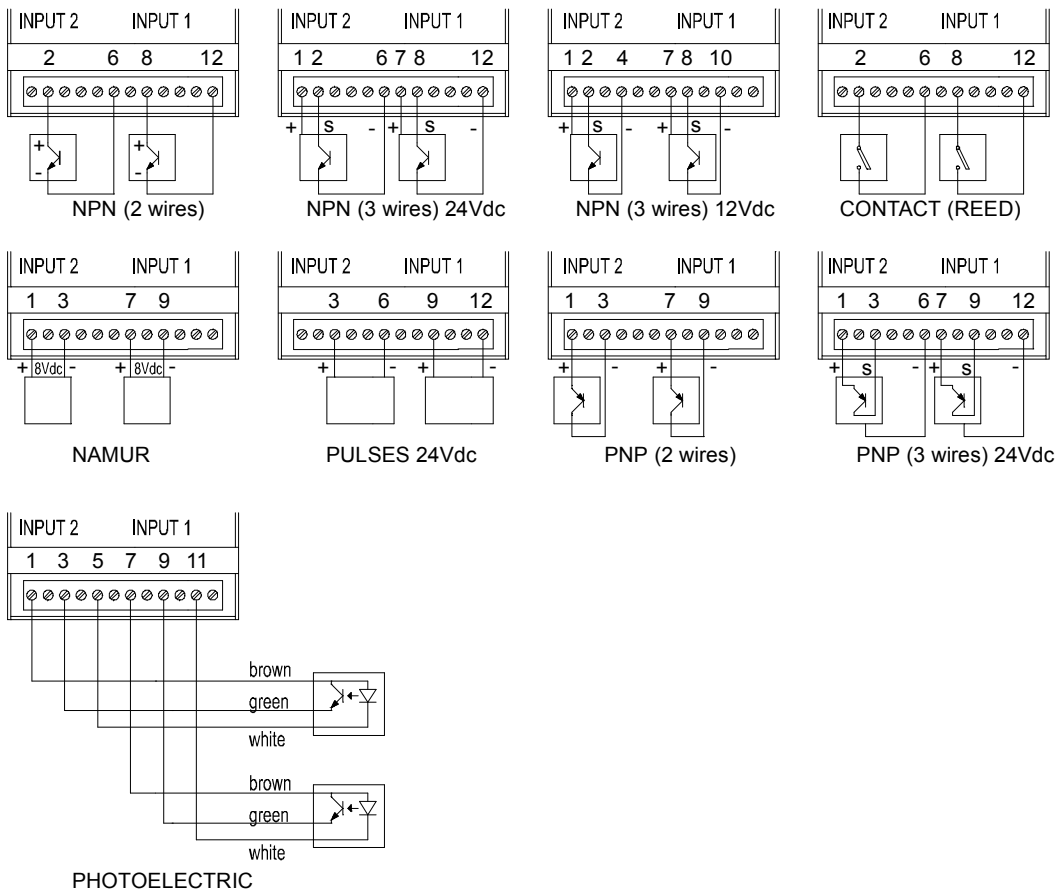 INPUT 2 INPUT 1
2 6 8 12
+ +
- -
NPN (2 wires)
INPUT 2 INPUT 1
1 2 6 7 8 12
+ S - + S -
NPN (3 wires) 24Vdc
INPUT 2 INPUT 1
1 2 4 7 8 10
+ S - + S -
NPN (3 wires) 12Vdc
INPUT 2 INPUT 1
2 6 8 12
CONTACT (REED)
INPUT 2 INPUT 1
1 3 7 9
+ 8Vdc - + 8Vdc -
NAMUR
INPUT 2 INPUT 1
3 6 9 12
+ - + -
PULSES 24Vdc
INPUT 2 INPUT 1
1 3 7 9
+ - + -
PNP (2 wires)
INPUT 2 INPUT 1
1 3 6 7 9 12
+ S - + S -
PNP (3 wires) 24Vdc
INPUT 2 INPUT 1
1 3 5 7 9 11
brown
green
white
brown
green
white
PHOTOELECTRIC